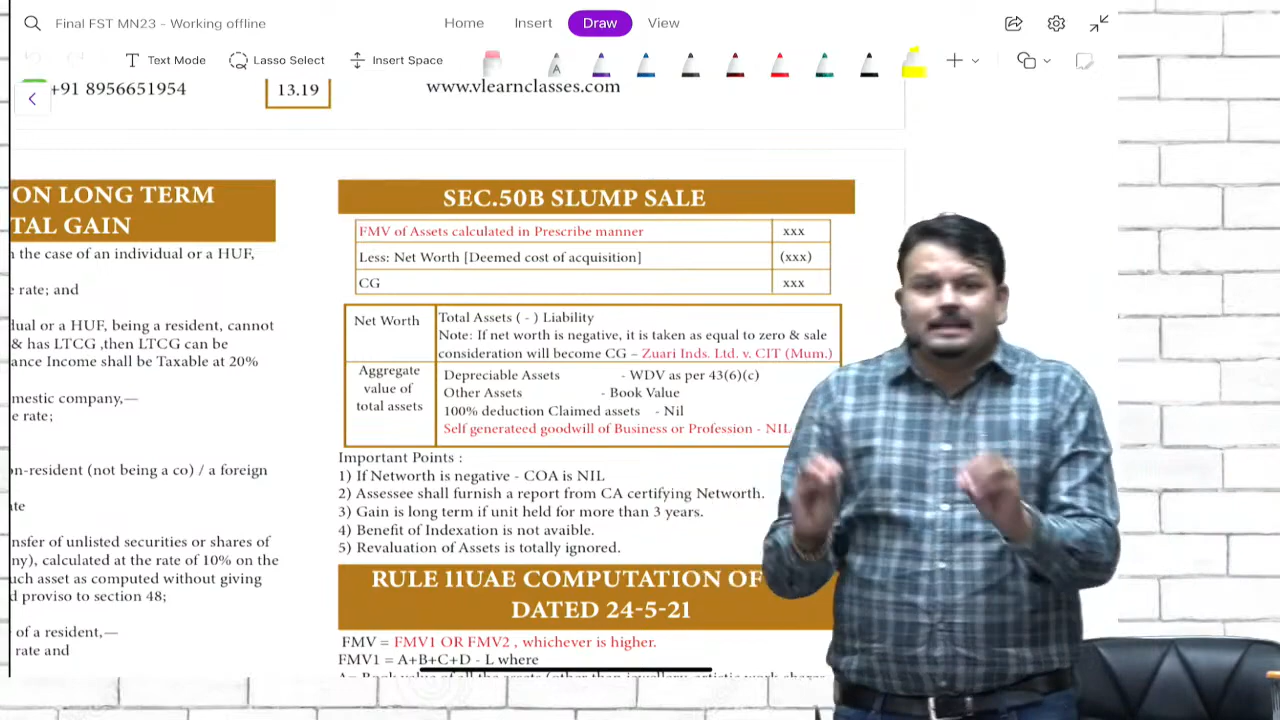 Final FST MN23 - Working offline
Home Insert Draw View
Text Mode Lasso Select Insert Space
+91 8956651954
13.19
www.vlearnclasses.com
ON LONG TERM
TAL GAIN
n the case of an individual or a HUF,
e rate; and
dual or a HUF, being a resident, cannot
& has LTCG ,then LTCG can be
ance Income shall be Taxable at 20%
mestic company,—
e rate;
on-resident (not being a co) / a foreign
ate
nsfer of unlisted securities or shares of
ny), calculated at the rate of 10% on the
uch asset as computed without giving
d proviso to section 48;
of a resident,—
rate and
SEC.50B SLUMP SALE
FMV of Assets calculated in Prescribe manner xxx
Less: Net Worth [Deemed cost of acquisition] (xxx)
CG xxx
Net Worth
Total Assets ( - ) Liability
Note: If net worth is negative, it is taken as equal to zero & sale
consideration will become CG – Zuari Inds. Ltd. v. CIT (Mum.)
Aggregate
value of
total assets
Depreciable Assets - WDV as per 43(6)(c)
Other Assets - Book Value
100% deduction Claimed assets - Nil
Self generateed goodwill of Business or Profession - NIL
Important Points :
1) If Networth is negative - COA is NIL
2) Assessee shall furnish a report from CA certifying Networth.
3) Gain is long term if unit held for more than 3 years.
4) Benefit of Indexation is not avaible.
5) Revaluation of Assets is totally ignored.
RULE 11UAE COMPUTATION OF
DATED 24-5-21
FMV = FMV1 OR FMV2 , whichever is higher.
FMV1 = A+B+C+D - L where